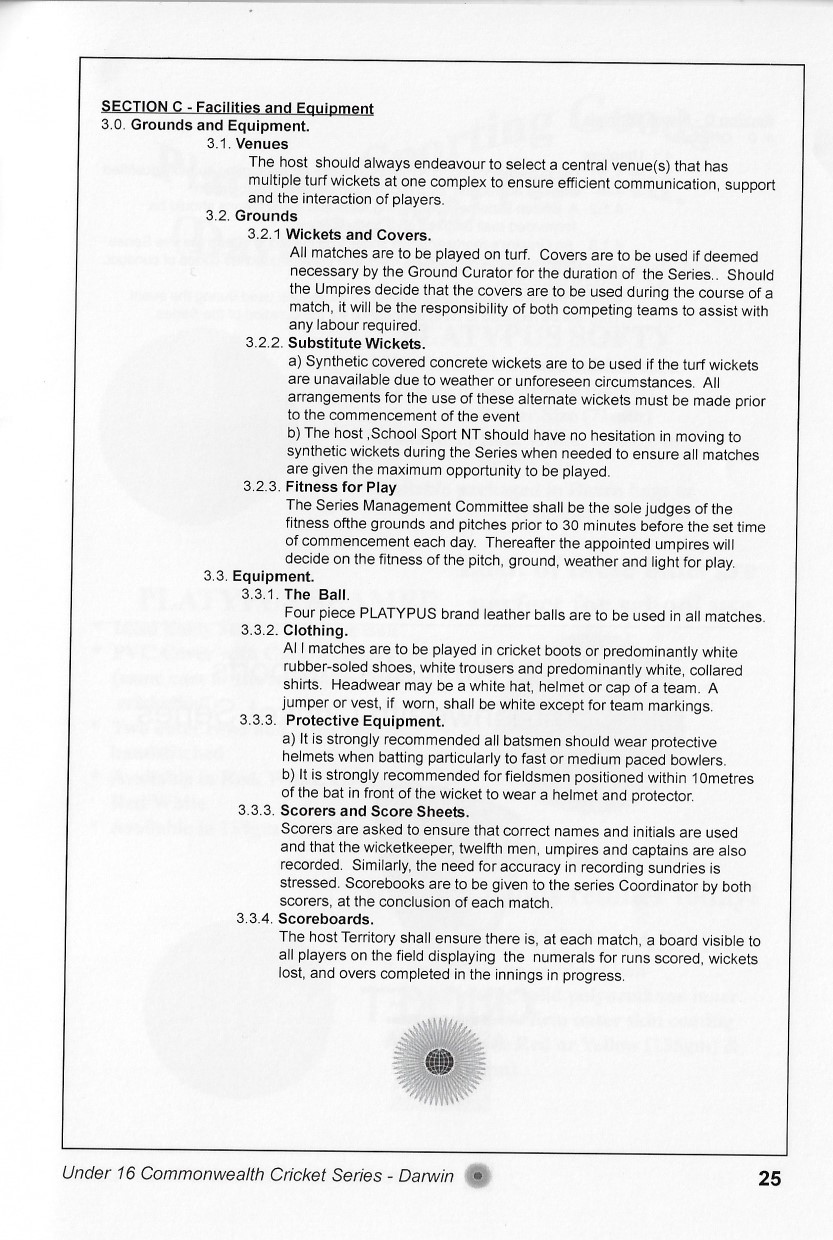 SECTION C - Facilities and Equipment
3.0. Grounds and Equipment.
3.1. Venues
The host should always endeavour to select a central venue(s) that has
multiple turf wickets at one complex to ensure efficient communication, support
and the interaction of players.
3.2. Grounds
3.2.1 Wickets and Covers.
All matches are to be played on turf. Covers are to be used if deemed
necessary by the Ground Curator for the duration of the Series.. Should
the Umpires decide that the covers are to be used during the course of a
match, it will be the responsibility of both competing teams to assist with
any labour required.
3.2.2. Substitute Wickets.
a) Synthetic covered concrete wickets are to be used if the turf wickets
are unavailable due to weather or unforeseen circumstances. All
arrangements for the use of these alternate wickets must be made prior
to the commencement of the event
b) The host ,School Sport NT should have no hesitation in moving to
synthetic wickets during the Series when needed to ensure all matches
are given the maximum opportunity to be played.
3.2.3. Fitness for Play
The Series Management Committee shall be the sole judges of the
fitness ofthe grounds and pitches prior to 30 minutes before the set time
of commencement each day. Thereafter the appointed umpires will
decide on the fitness of the pitch, ground, weather and light for play.
3.3. Equipment.
3.3.1. The Ball.
Four piece PLATYPUS brand leather balls are to be used in all matches.
3.3.2. Clothing.
Al l matches are to be played in cricket boots or predominantly white
rubber-soled shoes, white trousers and predominantly white, collared
shirts. Headwear may be a white hat, helmet or cap of a team. A
jumper or vest, if worn, shall be white except for team markings.
3.3.3. Protective Equipment.
a) It is strongly recommended all batsmen should wear protective
helmets when batting particularly to fast or medium paced bowlers.
b) It is strongly recommended for fieldsmen positioned within 10metres
of the bat in front of the wicket to wear a helmet and protector.
3.3.3. Scorers and Score Sheets.
Scorers are asked to ensure that correct names and initials are used
and that the wicketkeeper, twelfth men, umpires and captains are also
recorded. Similarly, the need for accuracy in recording sundries is
stressed. Scorebooks are to be given to the series Coordinator by both
scorers, at the conclusion of each match.
3.3.4. Scoreboards.
The host Territory shall ensure there is, at each match, a board visible to
all players on the field displaying the numerals for runs scored, wickets
lost, and overs completed in the innings in progress.
Under 16 Commonwealth Cricket Series - Darwin
25